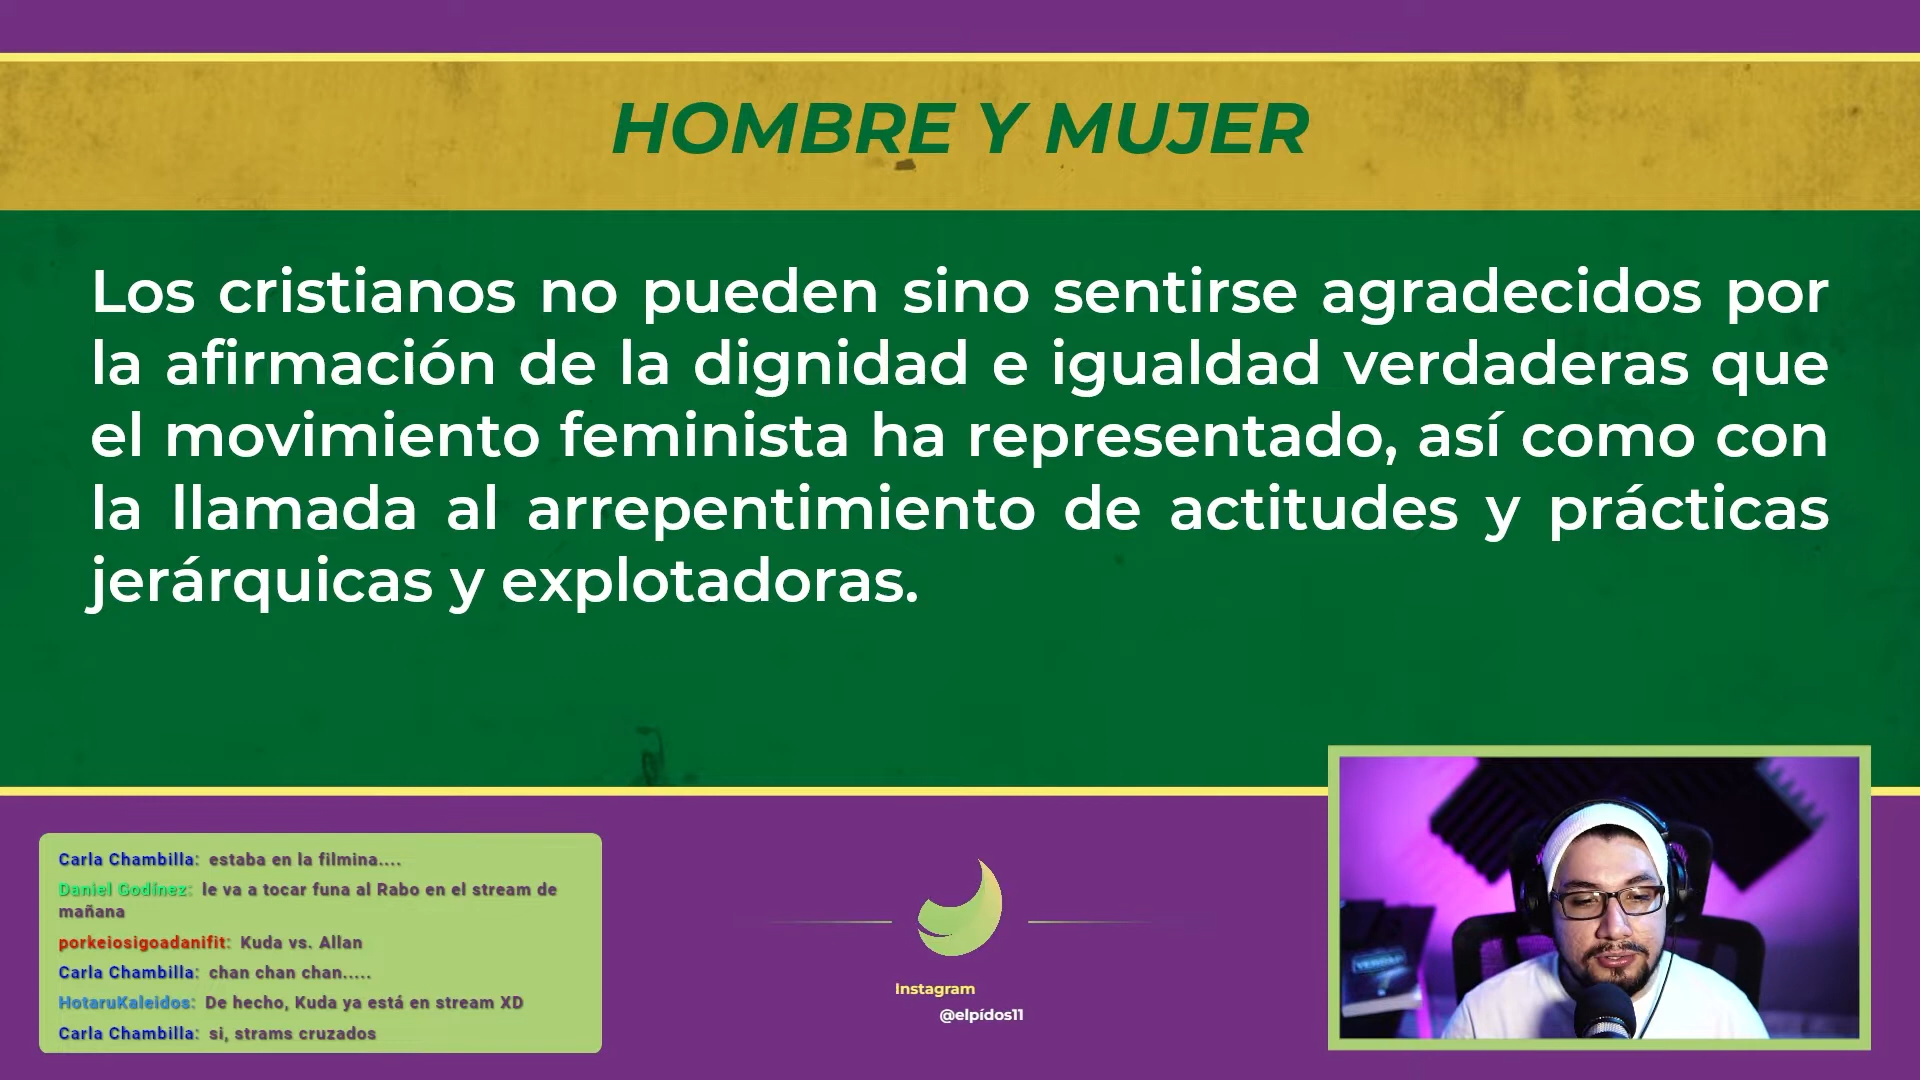 HOMBRE Y MUJER
Los cristianos no pueden sino sentirse agradecidos por
la afirmación de la dignidad e igualdad verdaderas que
el movimiento feminista ha representado, así como con
la llamada al arrepentimiento de actitudes y prácticas
jerárquicas y explotadoras.
Carla Chambilla: estaba en la filmina....
Daniel Godínez: le va a tocar funa al Rabo en el stream de
mañana
porkeiosigoadanifit: Kuda vs. Allan
Carla Chambilla: chan chan chan.....
HotaruKaleidos: De hecho, Kuda ya está en stream XD
Carla Chambilla: si, strams cruzados
Instagram
@elpídos11
VERDAD